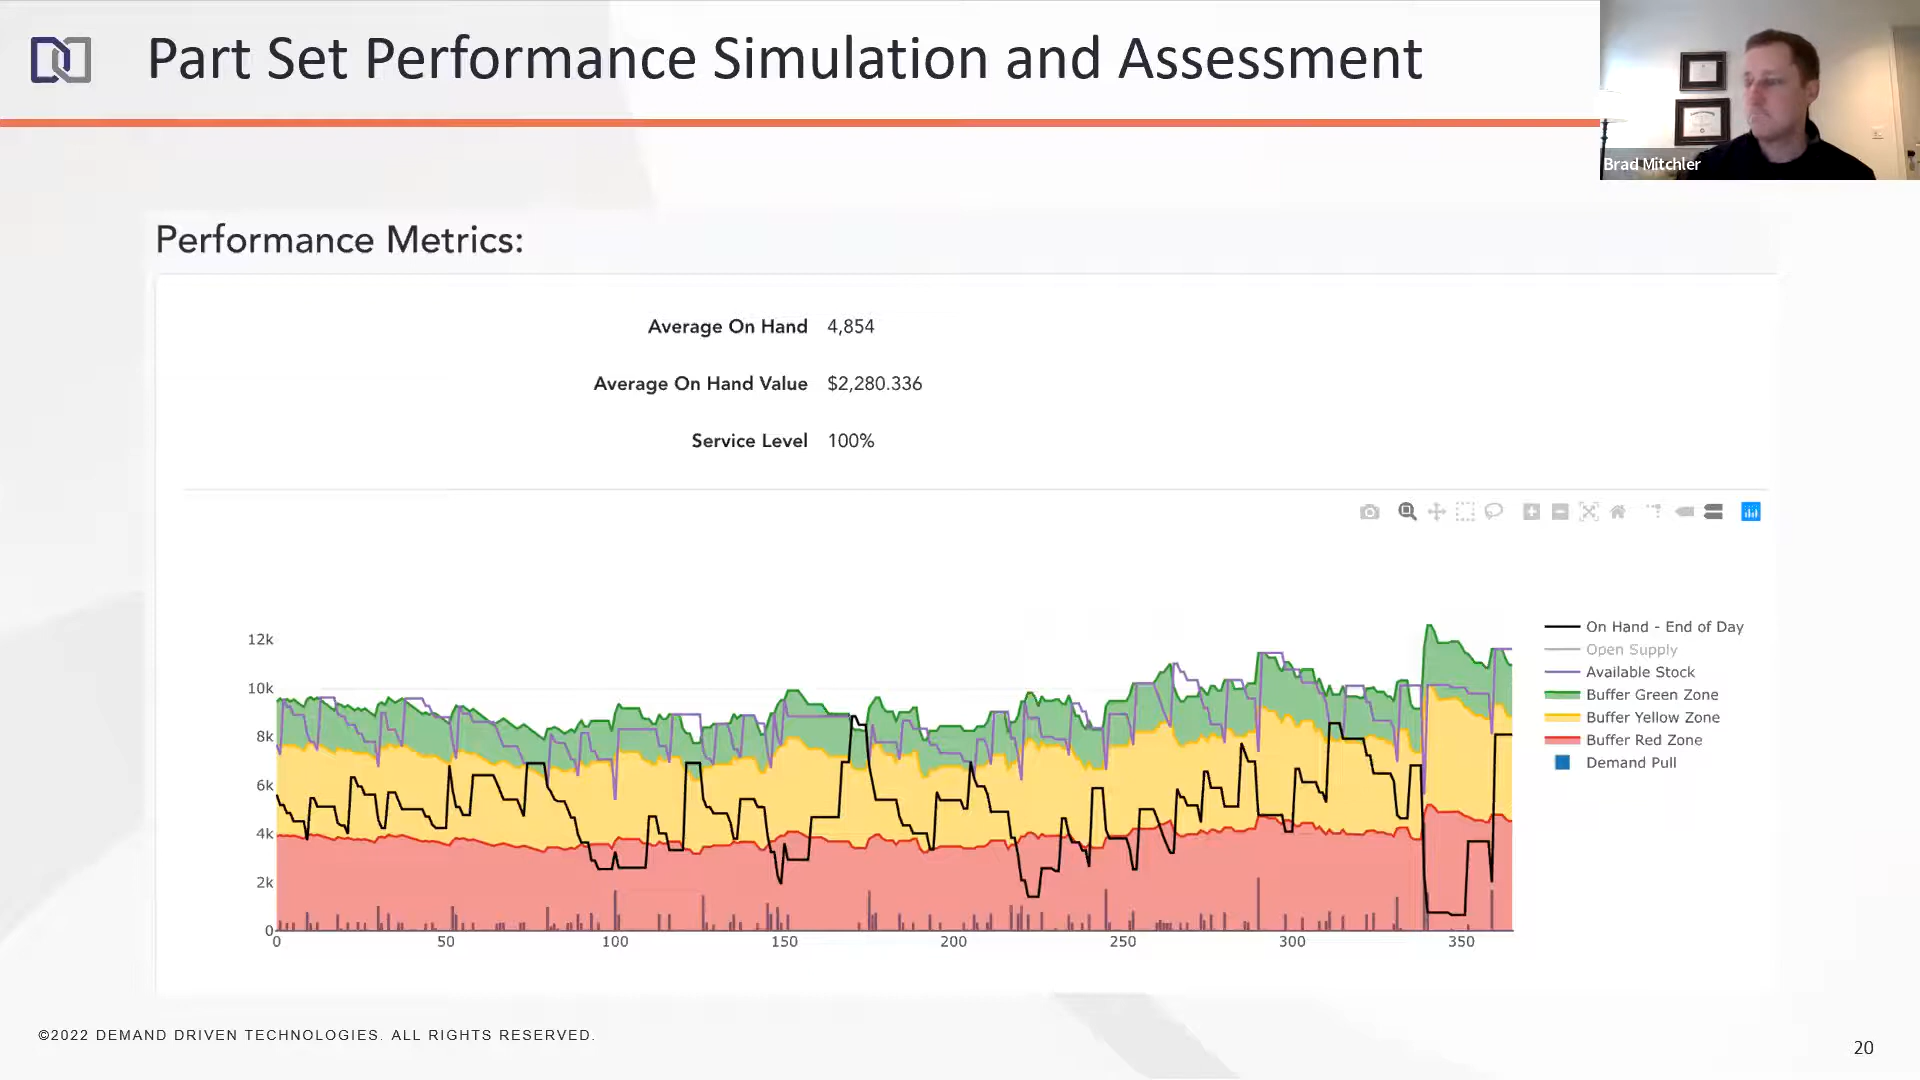 Part Set Performance Simulation and Assessment
Brad Mitchler
Performance Metrics:
Average On Hand 4,854
Average On Hand Value $2,280.336
Service Level 100%
12k
10k
8k
6k
4k
2k
0
0 50 100 150 200 250 300 350
On Hand - End of Day
Open Supply
Available Stock
Buffer Green Zone
Buffer Yellow Zone
Buffer Red Zone
Demand Pull
©2022 DEMAND DRIVEN TECHNOLOGIES. ALL RIGHTS RESERVED.
20